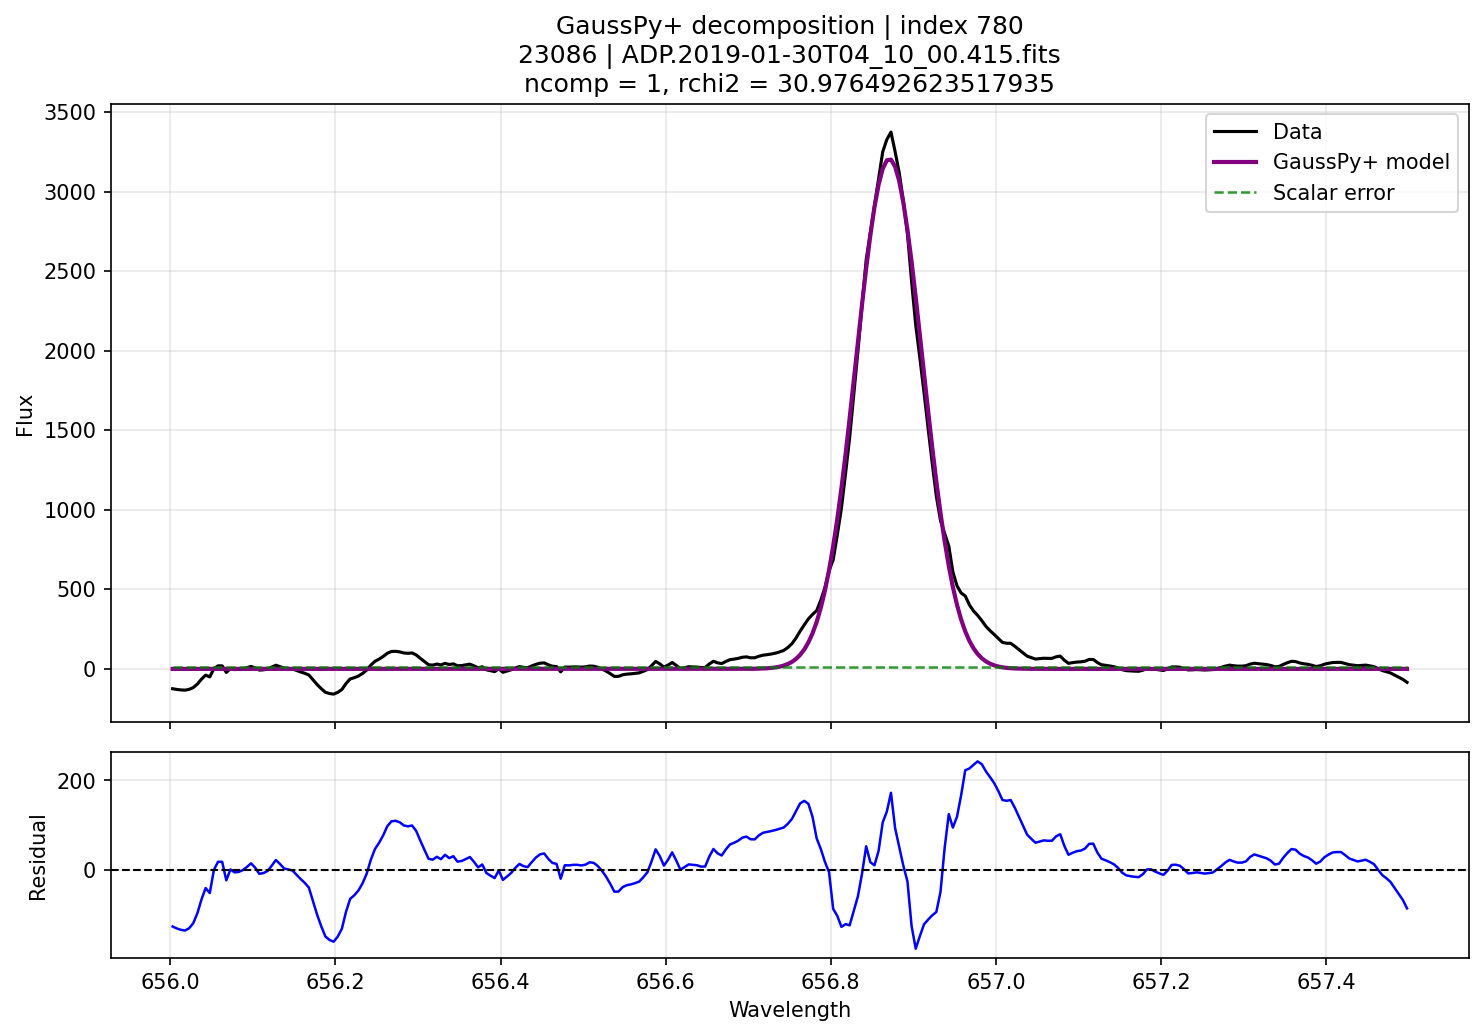 GaussPy+ decomposition | index 780
23086 | ADP.2019-01-30T04_10_00.415.fits
ncomp = 1, rchi2 = 30.976492623517935
3500
3000
2500
2000
1500
1000
500
0
Flux
Data
GaussPy+ model
Scalar error
200
0
Residual
656.0
656.2
656.4
656.6
656.8
657.0
657.2
657.4
Wavelength